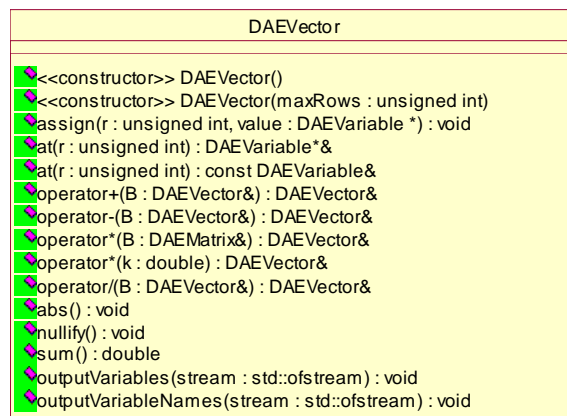 DAEVector
<<constructor>> DAEVector()
<<constructor>> DAEVector(maxRows : unsigned int)
assign(r : unsigned int, value : DAEVariable *) : void
at(r : unsigned int) : DAEVariable*&
at(r : unsigned int) : const DAEVariable&
operator+(B : DAEVector&) : DAEVector&
operator-(B : DAEVector&) : DAEVector&
operator*(B : DAEMatrix&) : DAEVector&
operator*(k : double) : DAEVector&
operator/(B : DAEVector&) : DAEVector&
abs() : void
nullify() : void
sum() : double
outputVariables(stream : std::ofstream) : void
outputVariableNames(stream : std::ofstream) : void